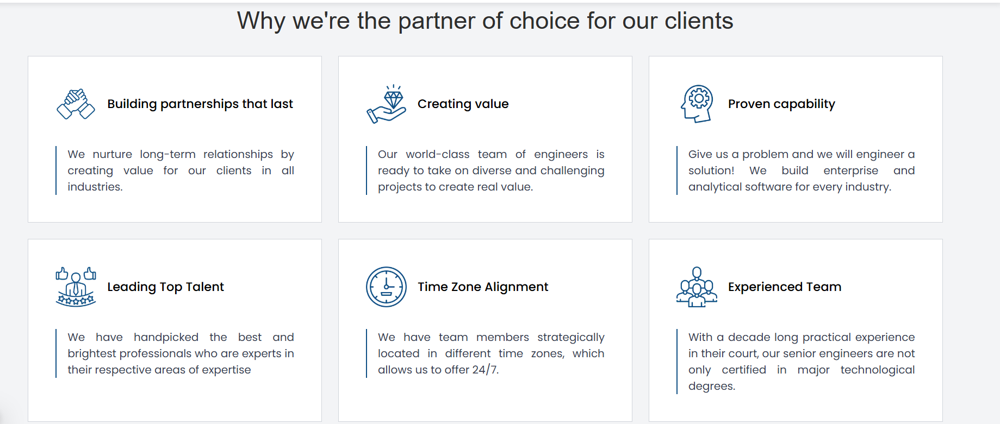 Why we're the partner of choice for our clients
Building partnerships that last
We nurture long-term relationships by
creating value for our clients in all
industries.
Creating value
Our world-class team of engineers is
ready to take on diverse and challenging
projects to create real value.
Proven capability
Give us a problem and we will engineer a
solution! We build enterprise and
analytical software for every industry.
Leading Top Talent
We have handpicked the best and
brightest professionals who are experts in
their respective areas of expertise
Time Zone Alignment
We have team members strategically
located in different time zones, which
allows us to offer 24/7.
Experienced Team
With a decade long practical experience
in their court, our senior engineers are not
only certified in major technological
degrees.